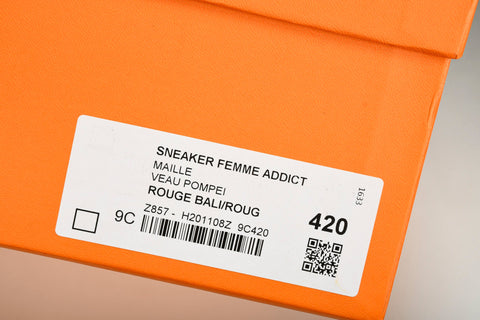 SNEAKER FEMME ADDICT
MAILLE
VEAU POMPEI
ROUGE BALI/ROUG
Z857 - H201108Z 9C420
9C
420
1633